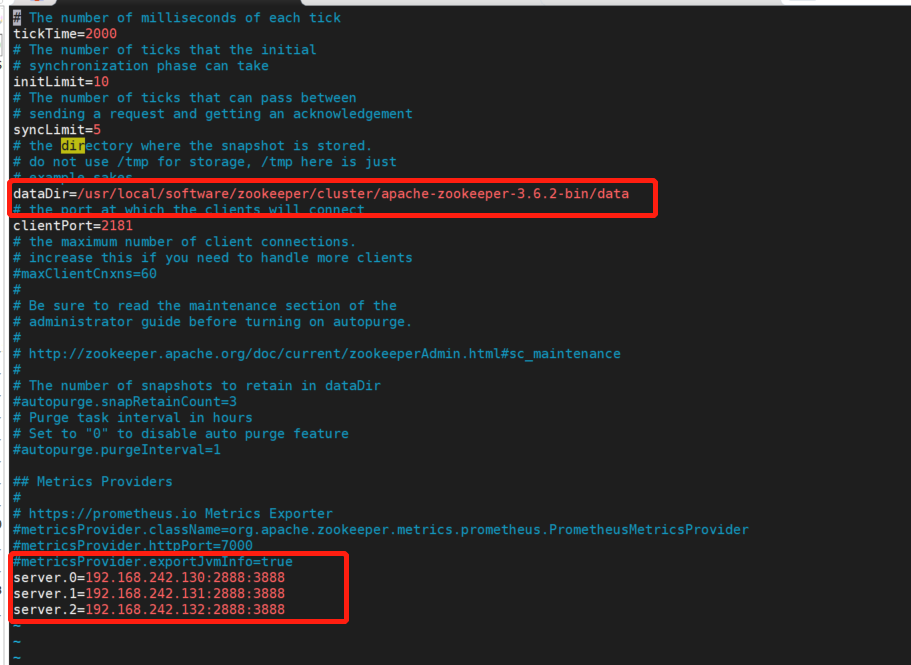 # The number of milliseconds of each tick
tickTime=2000
# The number of ticks that the initial
# synchronization phase can take
initLimit=10
# The number of ticks that can pass between
# sending a request and getting an acknowledgement
syncLimit=5
# the directory where the snapshot is stored.
# do not use /tmp for storage, /tmp here is just
# example sakes.
dataDir=/usr/local/software/zookeeper/cluster/apache-zookeeper-3.6.2-bin/data
# the port at which the clients will connect
clientPort=2181
# the maximum number of client connections.
# increase this if you need to handle more clients
#maxClientCnxns=60
#
# Be sure to read the maintenance section of the
# administrator guide before turning on autopurge.
#
# http://zookeeper.apache.org/doc/current/zookeeperAdmin.html#sc_maintenance
#
# The number of snapshots to retain in dataDir
#autopurge.snapRetainCount=3
# Purge task interval in hours
# Set to "0" to disable auto purge feature
#autopurge.purgeInterval=1
## Metrics Providers
#
# https://prometheus.io Metrics Exporter
#metricsProvider.className=org.apache.zookeeper.metrics.prometheus.PrometheusMetricsProvider
#metricsProvider.httpPort=7000
#metricsProvider.exportJvmInfo=true
server.0=192.168.242.130:2888:3888
server.1=192.168.242.131:2888:3888
server.2=192.168.242.132:2888:3888
~
~
~